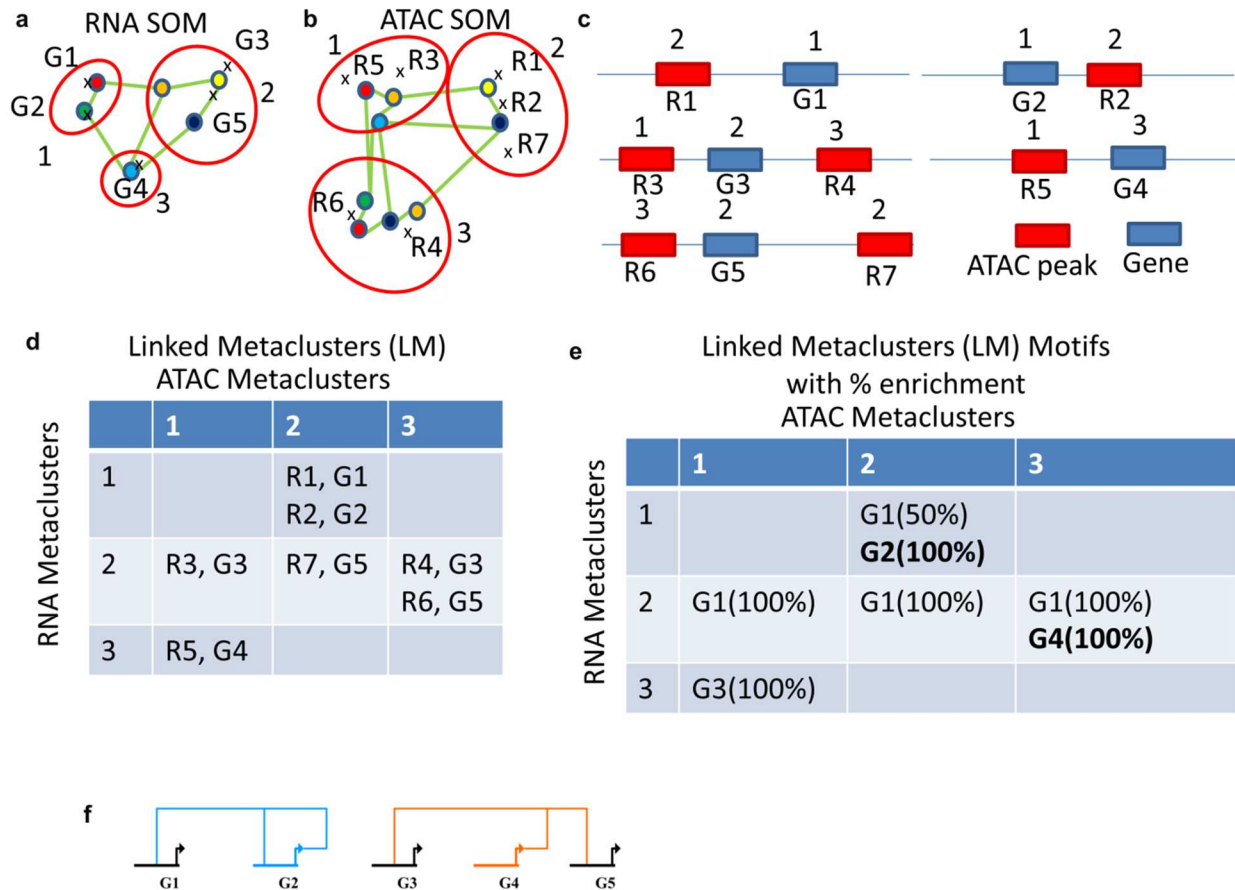 a
RNA SOM
G1
G2
G3
G5
G4
1
2
3
x
x
x
x
x
b
ATAC SOM
1
R5
R3
2
R1
R2
R7
R6
R4
3
x
x
x
x
x
x
x
c
2 1
R1 G1
1 2
G2 R2
1 2 3
R3 G3 R4
1 3
R5 G4
3 2 2
R6 G5 R7
ATAC peak Gene
d
Linked Metaclusters (LM)
ATAC Metaclusters
RNA Metaclusters
1 2 3
1
R1, G1
R2, G2
2
R3, G3 R7, G5 R4, G3
R6, G5
3 R5, G4
e
Linked Metaclusters (LM) Motifs
with % enrichment
ATAC Metaclusters
RNA Metaclusters
1 2 3
1 G1(50%)
G2(100%)
2 G1(100%) G1(100%) G1(100%)
G4(100%)
3 G3(100%)
f
G1 G2 G3 G4 G5